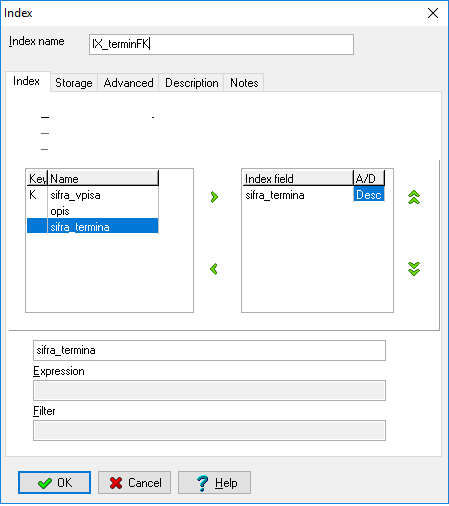 Index
Index name IX_terminFK
Index Storage Advanced Description Notes
Key Name
K sifra_vpisa
opis
sifra_termina
Index field A/D
sifra_termina Desc
sifra_termina
Expression
Filter
OK Cancel Help